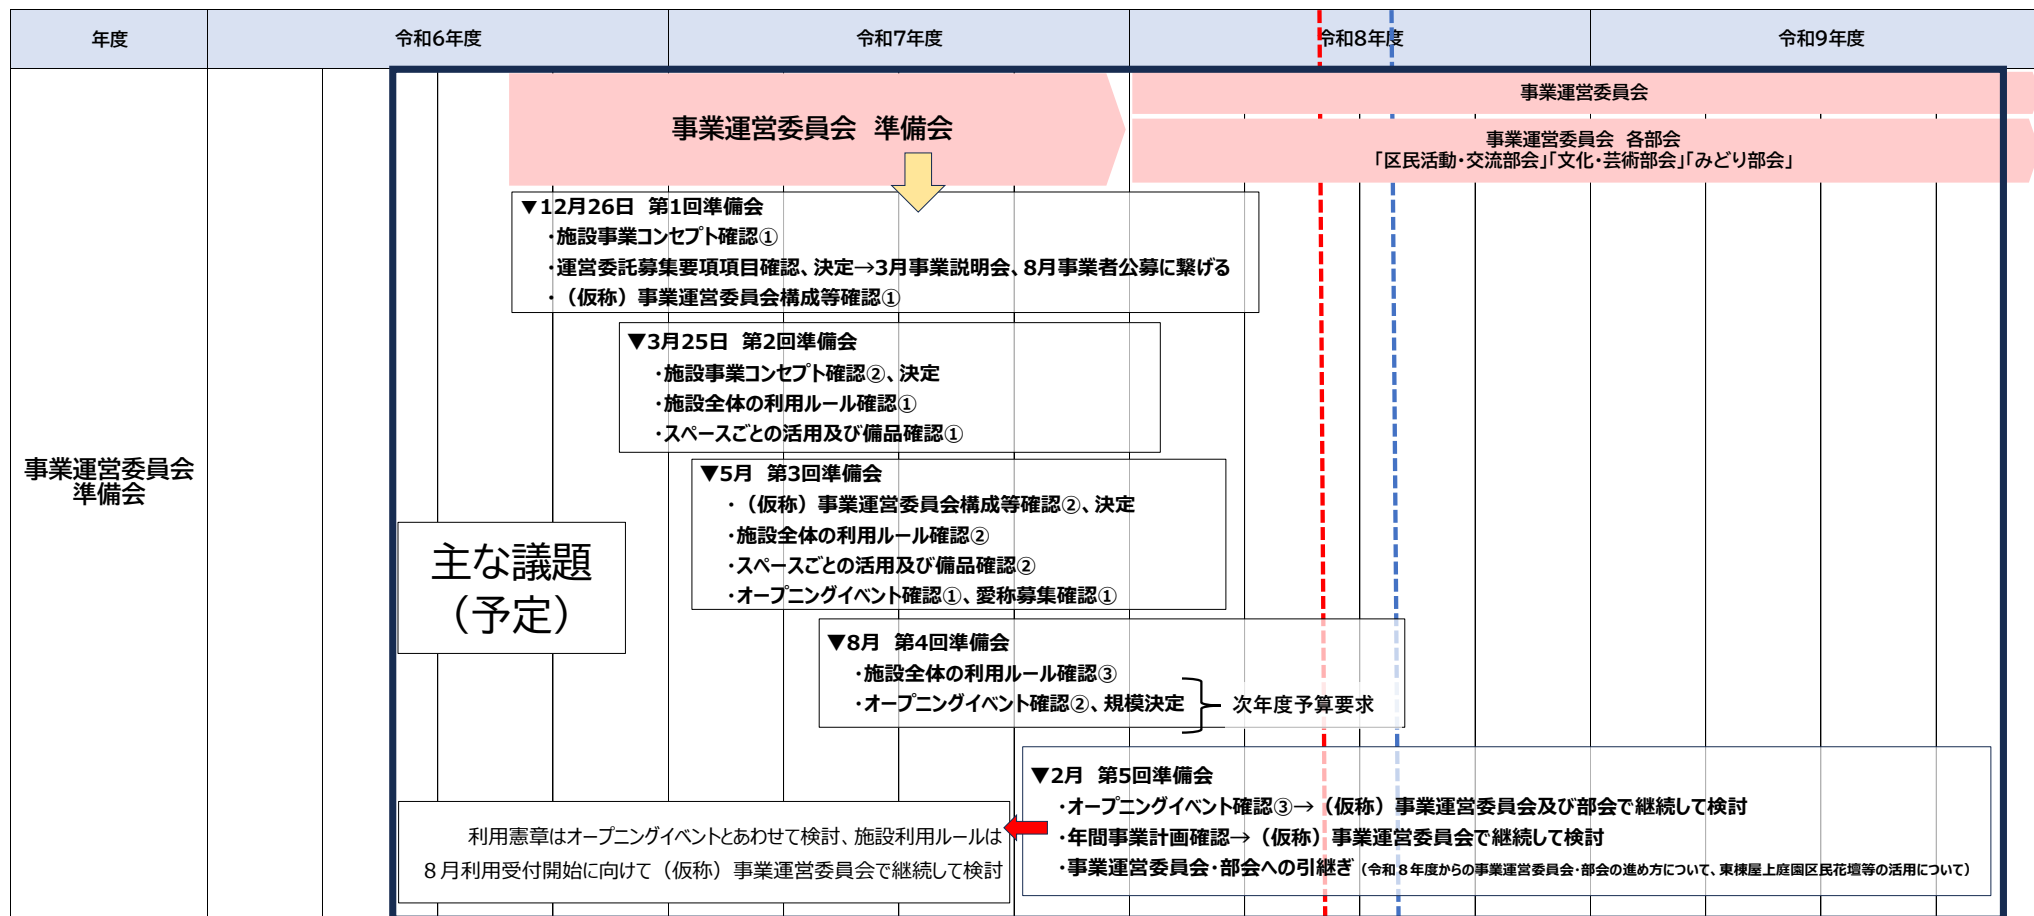 年度
令和6年度
令和7年度
令和8年度
令和9年度
事業運営委員会
準備会
事業運営委員会　準備会
事業運営委員会
事業運営委員会　各部会
「区民活動・交流部会」「文化・芸術部会」「みどり部会」
▼12月26日　第1回準備会
・施設事業コンセプト確認①
・運営委託募集要項項目確認、決定→3月事業説明会、8月事業者公募に繋げる
・（仮称）事業運営委員会構成等確認①
▼3月25日　第2回準備会
・施設事業コンセプト確認②、決定
・施設全体の利用ルール確認①
・スペースごとの活用及び備品確認①
▼5月　第3回準備会
・（仮称）事業運営委員会構成等確認②、決定
・施設全体の利用ルール確認②
・スペースごとの活用及び備品確認②
・オープニングイベント確認①、愛称募集確認①
主な議題
（予定）
▼8月　第4回準備会
・施設全体の利用ルール確認③
・オープニングイベント確認②、規模決定
次年度予算要求
▼2月　第5回準備会
・オープニングイベント確認③→（仮称）事業運営委員会及び部会で継続して検討
・年間事業計画確認→（仮称）事業運営委員会で継続して検討
・事業運営委員会・部会への引継ぎ（令和８年度からの事業運営委員会・部会の進め方について、東棟屋上庭園区民花壇等の活用について）
利用憲章はオープニングイベントとあわせて検討、施設利用ルールは
８月利用受付開始に向けて（仮称）事業運営委員会で継続して検討